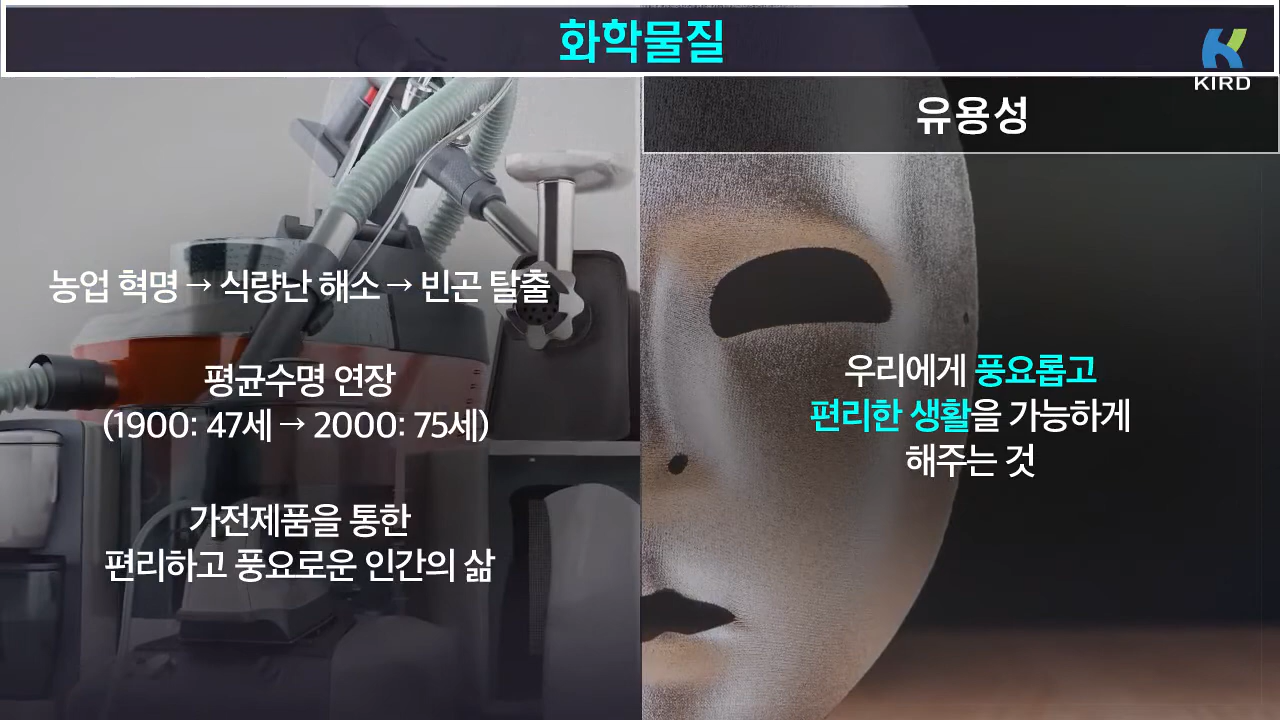 화학물질
KIRD
유용성
농업 혁명 → 식량난 해소 → 빈곤 탈출
평균수명 연장
(1900: 47세 → 2000: 75세)
가전제품을 통한
편리하고 풍요로운 인간의 삶
우리에게 풍요롭고
편리한 생활을 가능하게
해주는 것